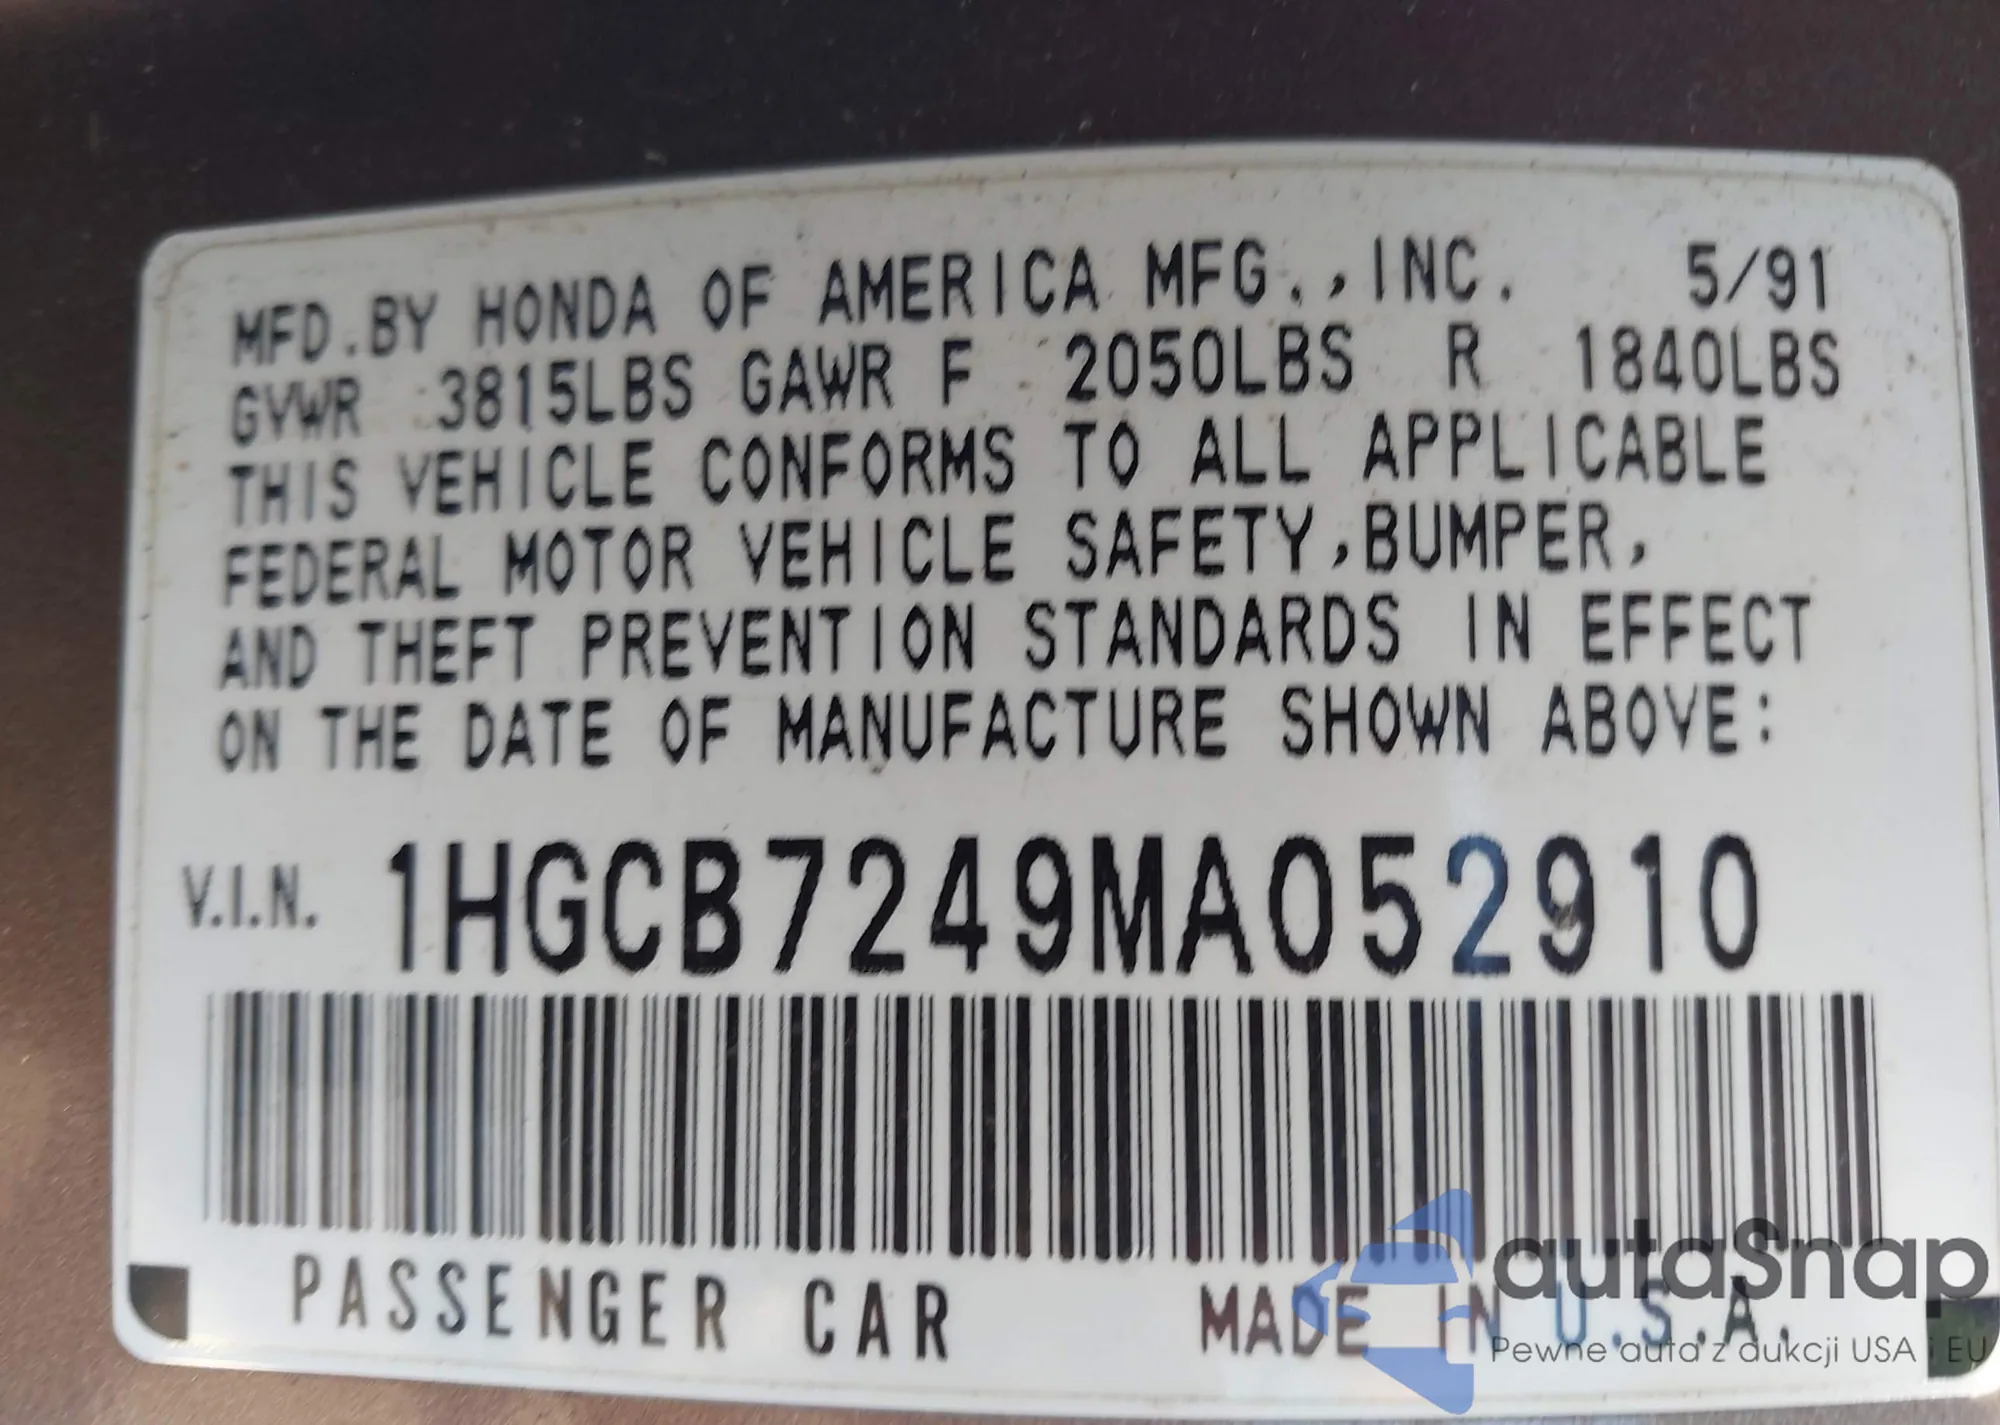 MFD.BY HONDA OF AMERICA MFG.,INC. 5/91
GVWR 3815LBS GAWR F 2050LBS R 1840LBS
THIS VEHICLE CONFORMS TO ALL APPLICABLE
FEDERAL MOTOR VEHICLE SAFETY,BUMPER,
AND THEFT PREVENTION STANDARDS IN EFFECT
ON THE DATE OF MANUFACTURE SHOWN ABOVE:
V.I.N. 1HGCB7249MA052910
PASSENGER CAR MADE IN U.S.A.
autaSnap
Pewne auta z dukcji USA i EU